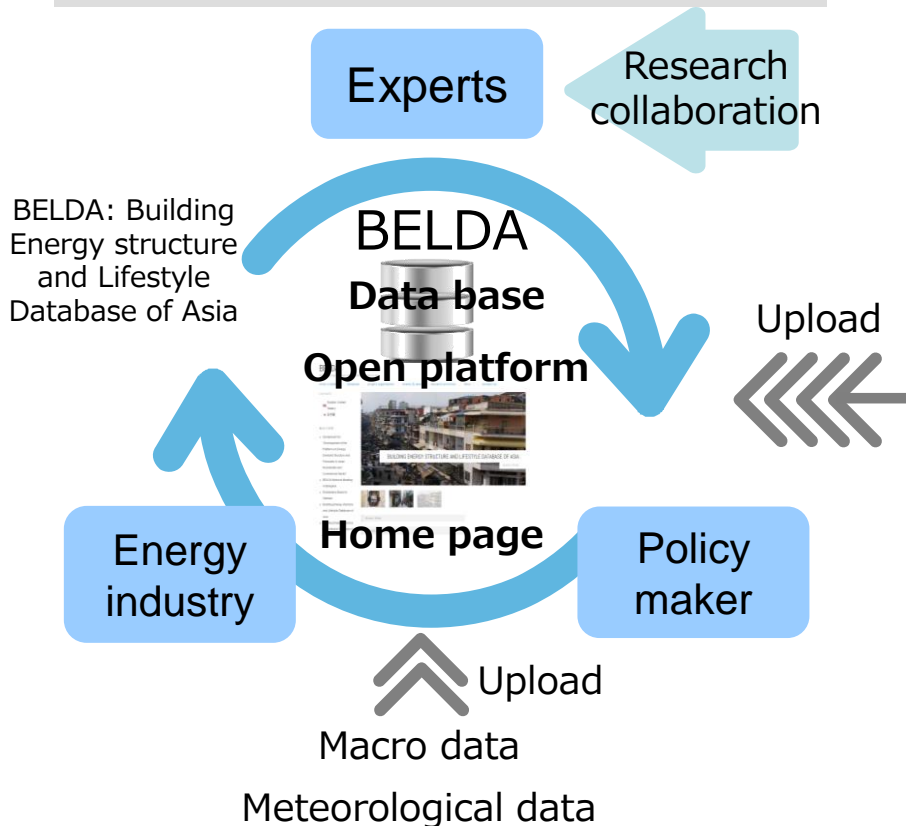 Experts
Research
collaboration
BELDA: Building
Energy structure
and Lifestyle
Database of Asia
BELDA
Data base
Open platform
Upload
BUILDING ENERGY STRUCTURE AND LIFESTYLE DATABASE OF ASIA
Home page
Energy
industry
Policy
maker
Upload
Macro data
Meteorological data